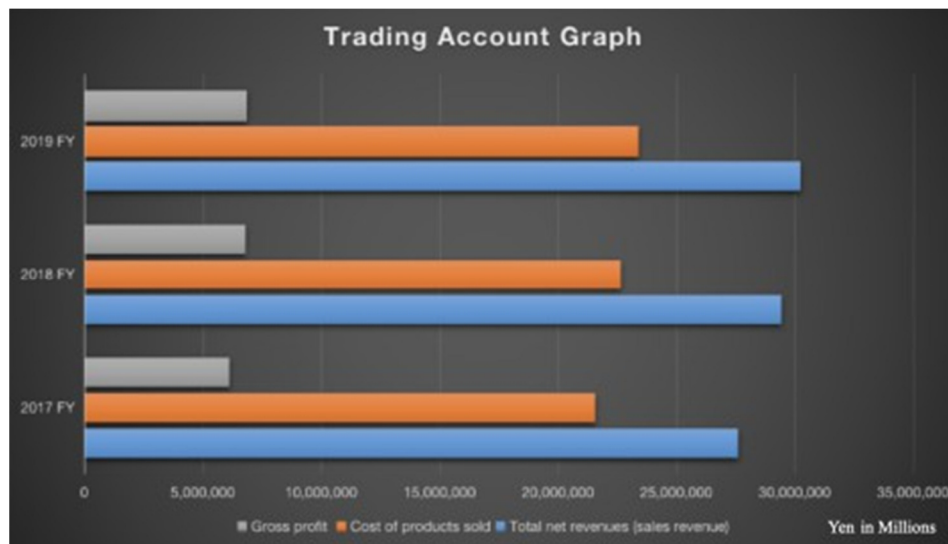 Trading Account Graph
2019 FY
2018 FY
2017 FY
0 5,000,000 10,000,000 15,000,000 20,000,000 25,000,000 30,000,000 35,000,000
Gross profit Cost of products sold Total net revenues (sales revenue)
Yen in Millions